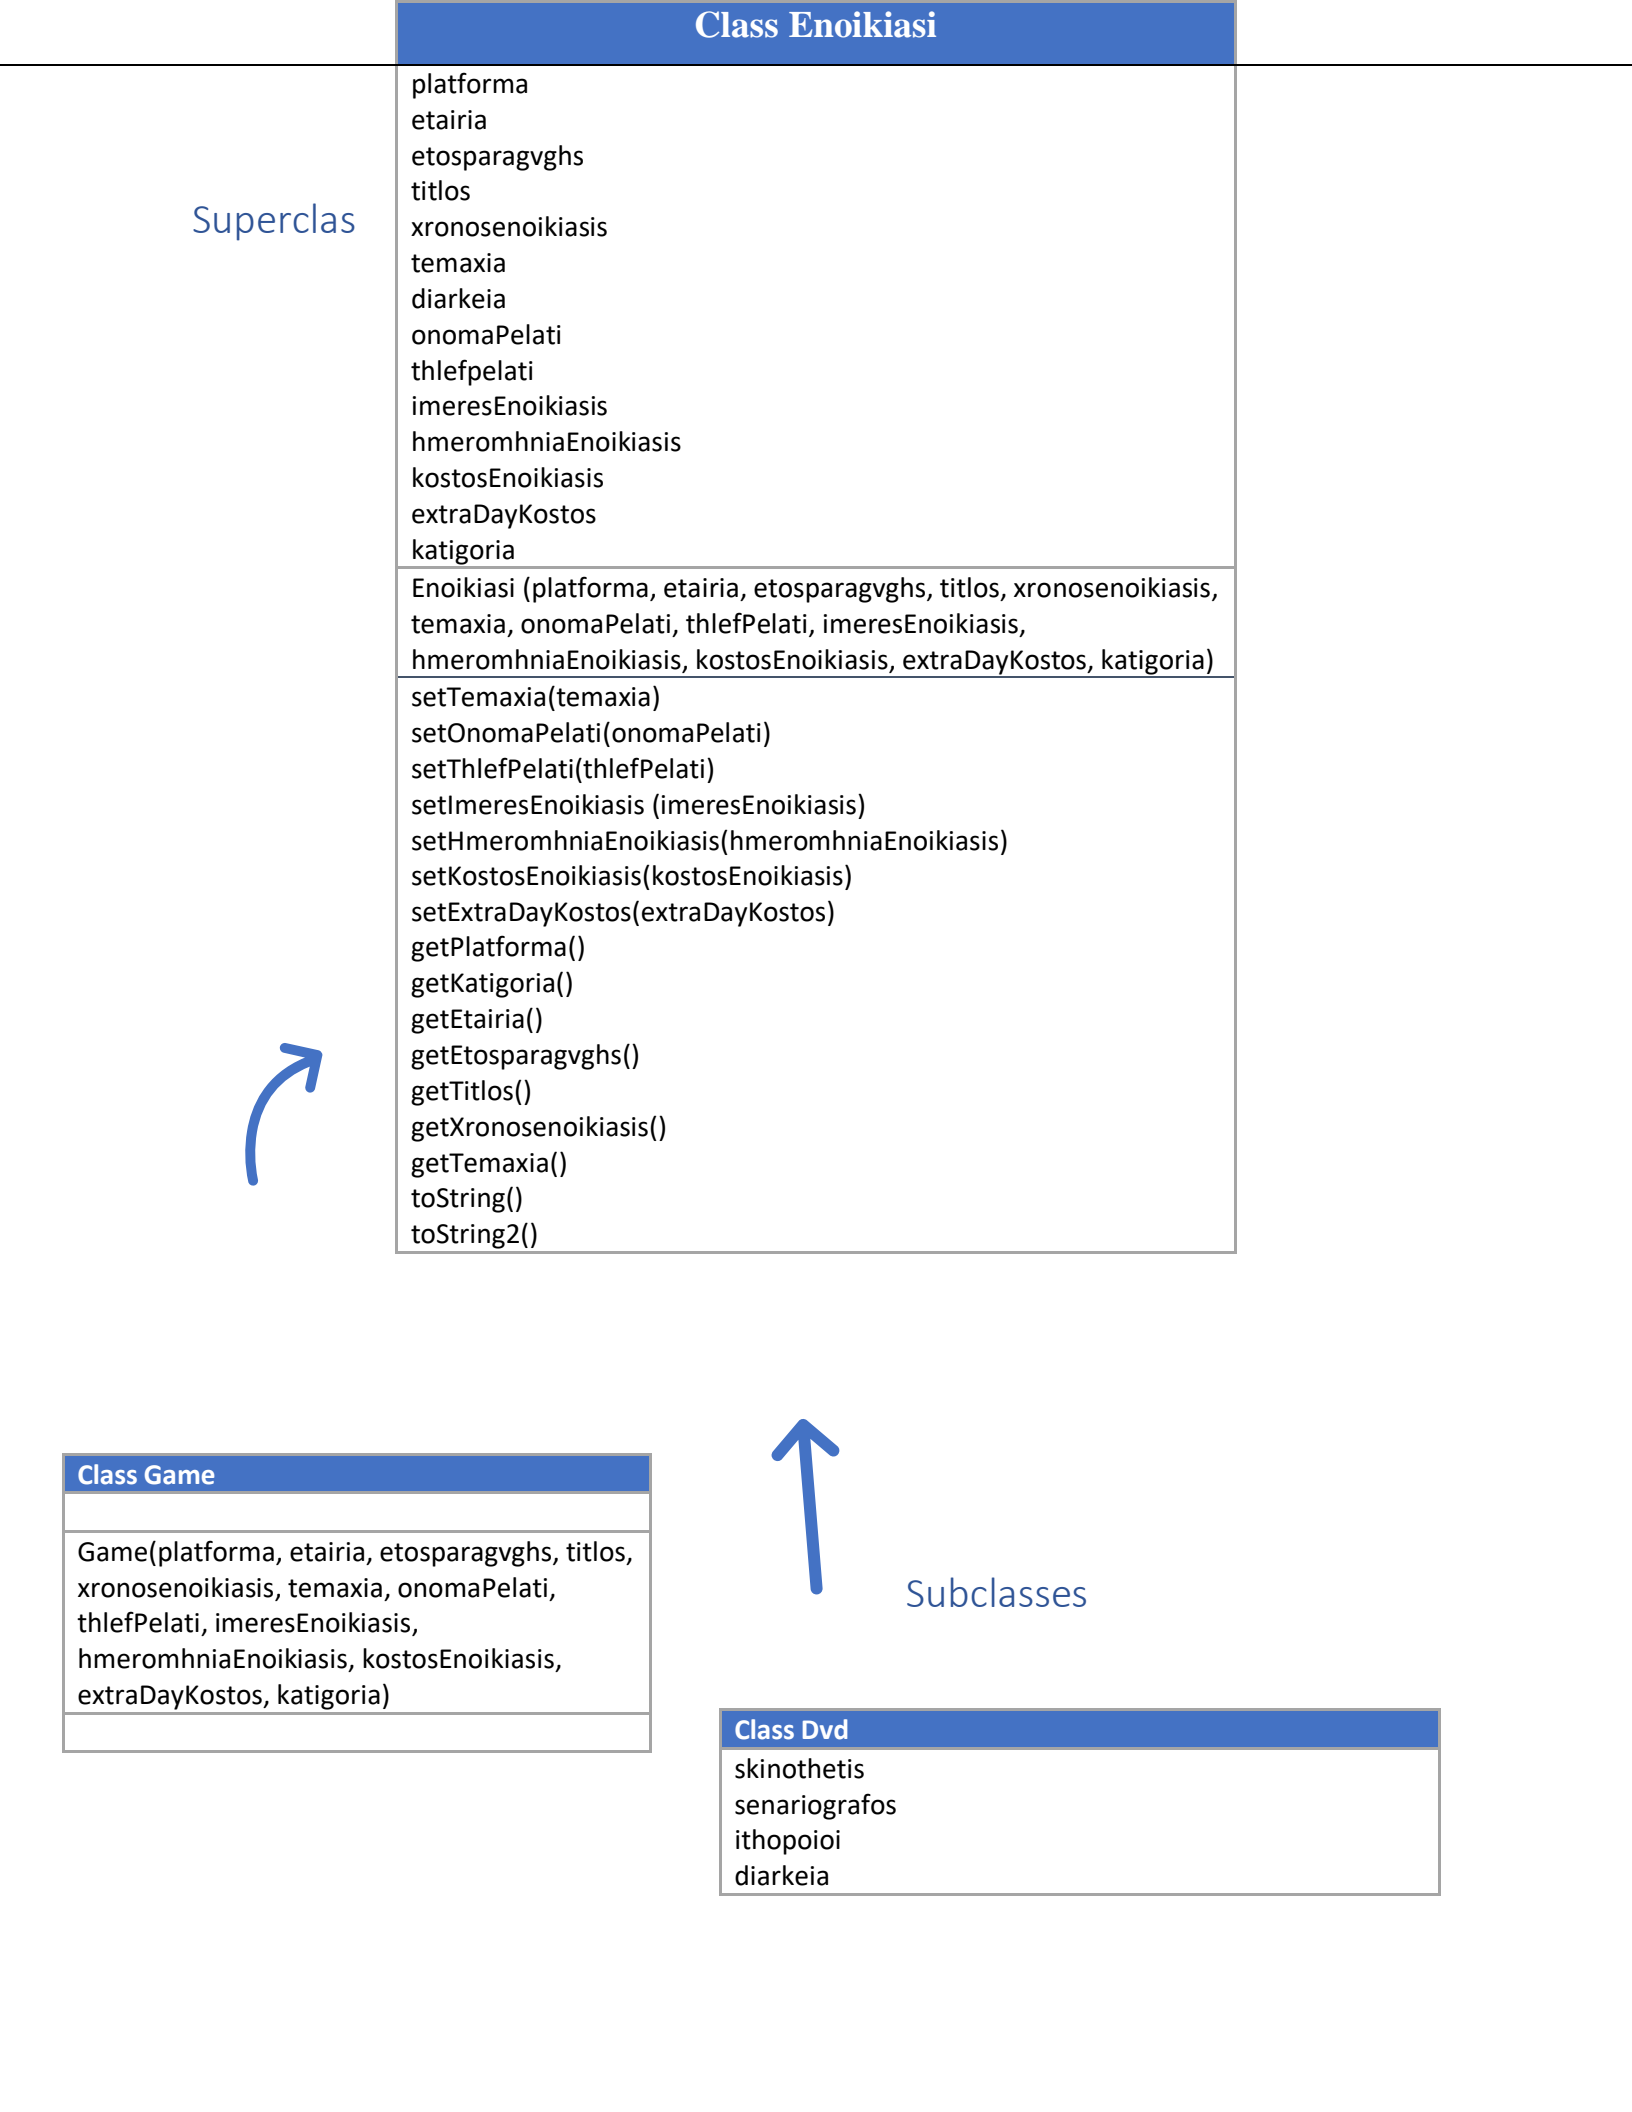 Class Enoikiasi
platforma
etairia
etosparagvghs
titlos
Superclas
xronosenoikiasis
temaxia
diarkeia
onomaPelati
thlefpelati
imeresEnoikiasis
hmeromhniaEnoikiasis
kostosEnoikiasis
extraDayKostos
katigoria
Enoikiasi (platforma, etairia, etosparagvghs, titlos, xronosenoikiasis,
temaxia, onomaPelati, thlefPelati, imeresEnoikiasis,
hmeromhniaEnoikiasis, kostosEnoikiasis, extraDayKostos, katigoria)
setTemaxia(temaxia)
setOnomaPelati(onomaPelati)
setThlefPelati(thlefPelati)
setImeresEnoikiasis (imeresEnoikiasis)
setHmeromhniaEnoikiasis(hmeromhniaEnoikiasis)
setKostosEnoikiasis(kostosEnoikiasis)
setExtraDayKostos(extraDayKostos)
getPlatforma()
getKatigoria()
getEtairia()
getEtosparagvghs()
getTitlos()
getXronosenoikiasis()
getTemaxia()
toString()
toString2()
Class Game
Game(platforma, etairia, etosparagvghs, titlos,
xronosenoikiasis, temaxia, onomaPelati,
thlefPelati, imeresEnoikiasis,
hmeromhniaEnoikiasis, kostosEnoikiasis,
extraDayKostos, katigoria)
Subclasses
Class Dvd
skinothetis
senariografos
ithopoioi
diarkeia